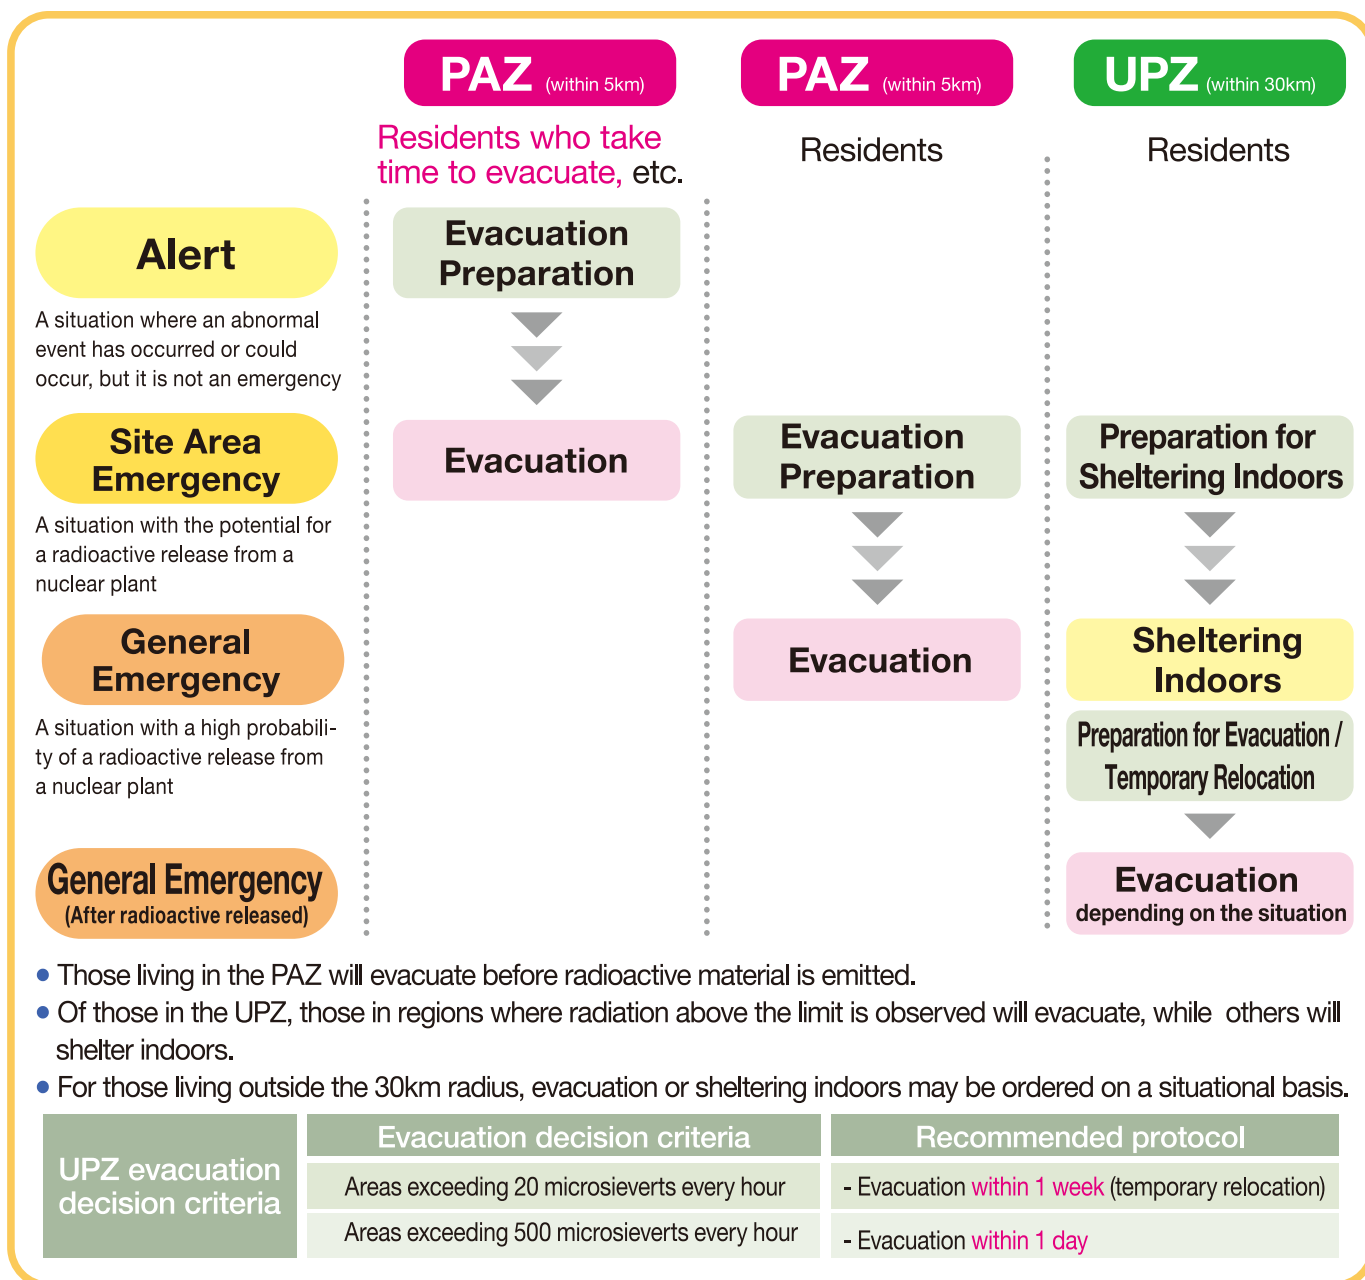 PAZ (within 5km)
PAZ (within 5km)
UPZ (within 30km)
Residents who take
time to evacuate, etc.
Residents
Residents
Alert
Evacuation
Preparation
A situation where an abnormal
event has occurred or could
occur, but it is not an emergency
Site Area
Emergency
Evacuation
Evacuation
Preparation
Preparation for
Sheltering Indoors
A situation with the potential for
a radioactive release from a
nuclear plant
General
Emergency
Evacuation
Sheltering
Indoors
A situation with a high probabili-
ty of a radioactive release from
a nuclear plant
Preparation for Evacuation /
Temporary Relocation
General Emergency
(After radioactive released)
Evacuation
depending on the situation
• Those living in the PAZ will evacuate before radioactive material is emitted.
• Of those in the UPZ, those in regions where radiation above the limit is observed will evacuate, while others will
shelter indoors.
• For those living outside the 30km radius, evacuation or sheltering indoors may be ordered on a situational basis.
UPZ evacuation
decision criteria
Evacuation decision criteria
Recommended protocol
Areas exceeding 20 microsieverts every hour
- Evacuation within 1 week (temporary relocation)
Areas exceeding 500 microsieverts every hour
- Evacuation within 1 day